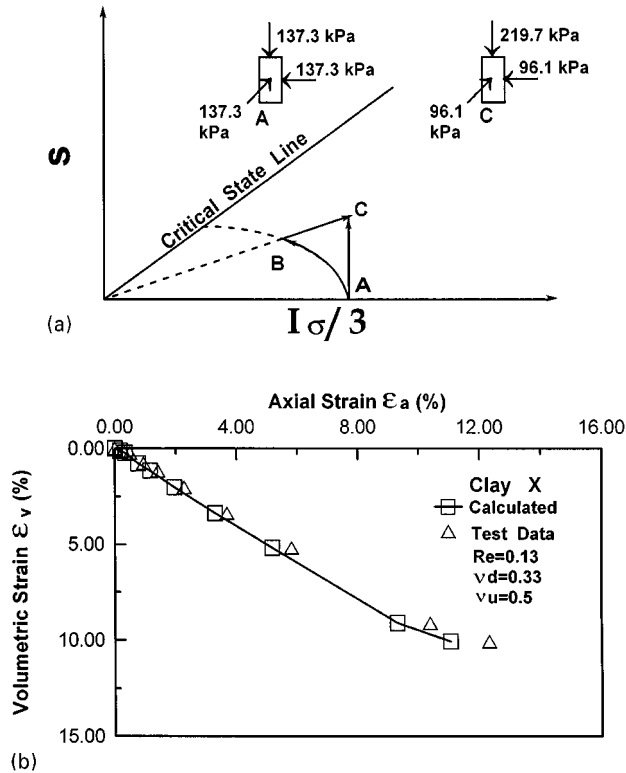 137.3 kPa
137.3 kPa
137.3
kPa
A
219.7 kPa
96.1 kPa
96.1
kPa
C
S
Critical State Line
C
B
A
(a)
I σ/3
Axial Strain εa (%)
0.00 4.00 8.00 12.00 16.00
0.00
5.00
10.00
15.00
Volumetric Strain εv (%)
Clay X
Calculated
Test Data
Re=0.13
νd=0.33
νu=0.5
(b)